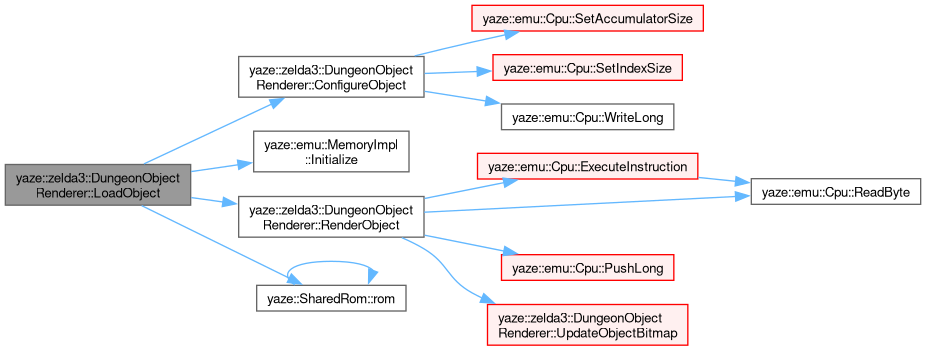 yaze::zelda3::DungeonObject
Renderer::LoadObject
yaze::zelda3::DungeonObject
Renderer::ConfigureObject
yaze::emu::MemoryImpl
::Initialize
yaze::zelda3::DungeonObject
Renderer::RenderObject
yaze::SharedRom::rom
yaze::emu::Cpu::SetAccumulatorSize
yaze::emu::Cpu::SetIndexSize
yaze::emu::Cpu::WriteLong
yaze::emu::Cpu::ExecuteInstruction
yaze::emu::Cpu::PushLong
yaze::zelda3::DungeonObject
Renderer::UpdateObjectBitmap
yaze::emu::Cpu::ReadByte